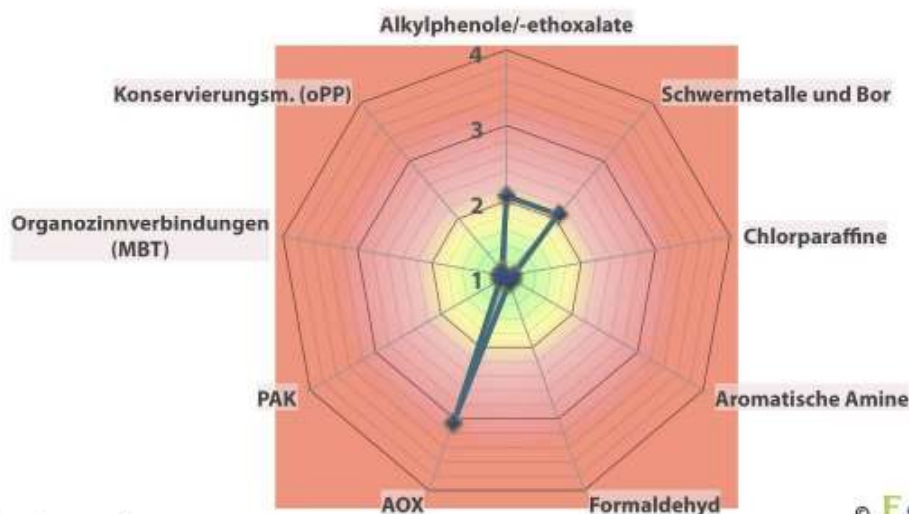 Alkylphenole/-ethoxalate
4
Konservierungsm. (oPP)
Schwermetalle und Bor
3
Organozinnverbindungen
(MBT)
2
Chlorparaffine
1
PAK
Aromatische Amine
AOX
Formaldehyd
©